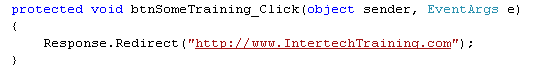 protected void btnSomeTraining_Click(object sender, EventArgs e)
{
    Response.Redirect("http://www.IntertechTraining.com");
}